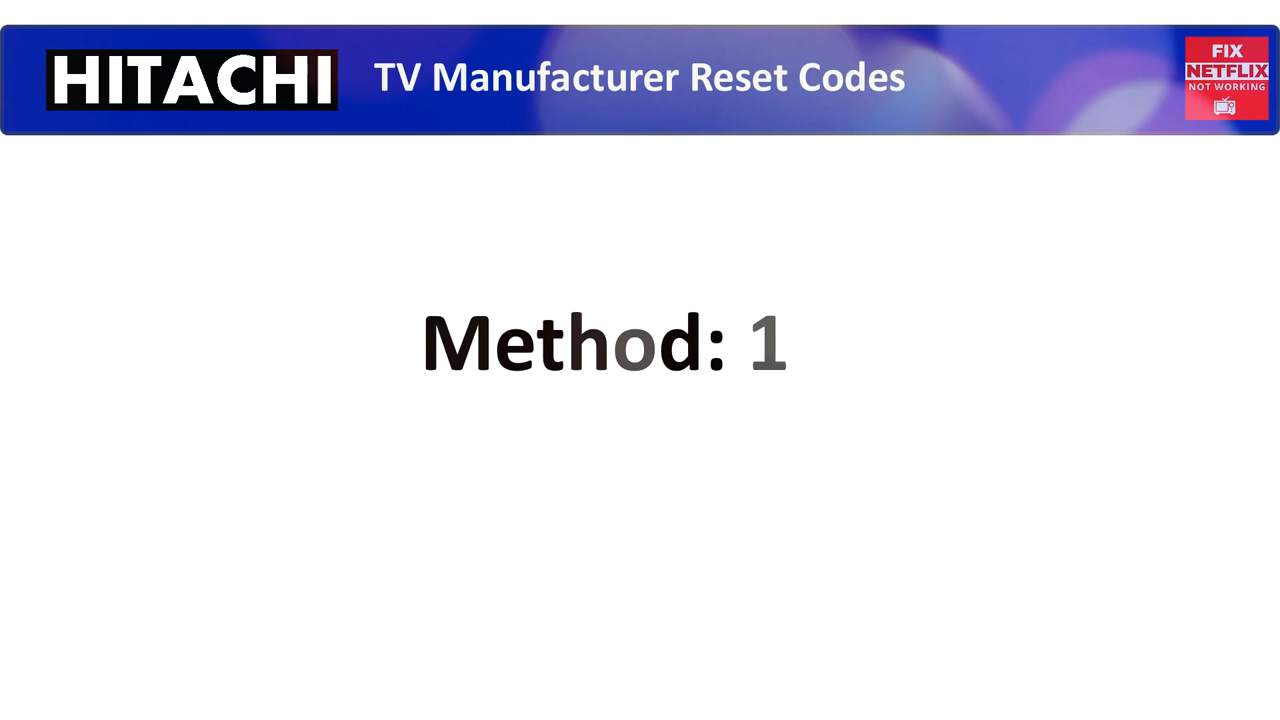 HITACHI TV Manufacturer Reset Codes
FIX
NETFLIX
NOT WORKING
Method: 1